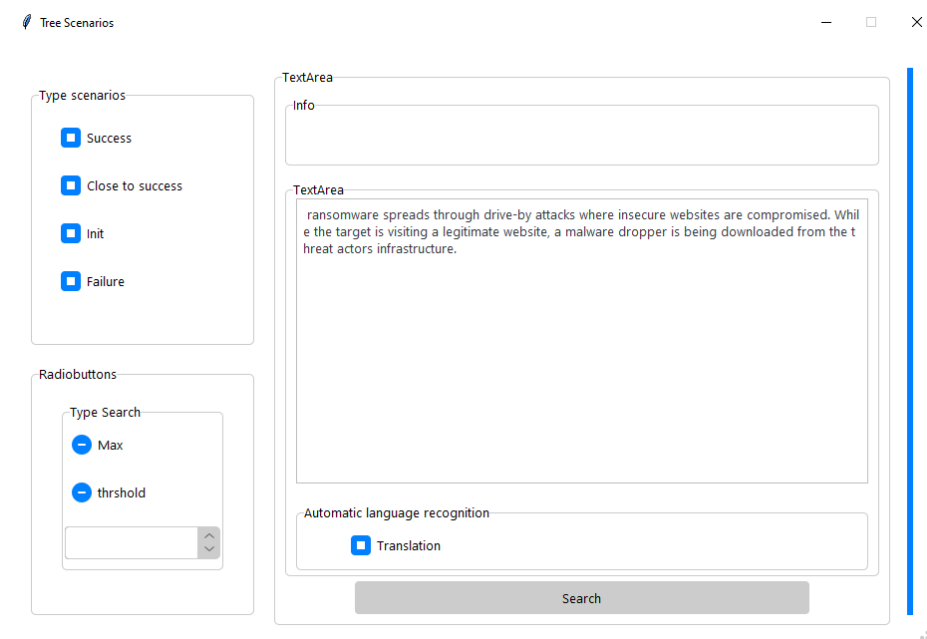 Tree Scenarios
Type scenarios
Success
Close to success
Init
Failure
Radiobuttons
Type Search
Max
thrshold
TextArea
Info
TextArea
ransomware spreads through drive-by attacks where insecure websites are compromised. Whil
e the target is visiting a legitimate website, a malware dropper is being downloaded from the t
hreat actors infrastructure.
Automatic language recognition
Translation
Search